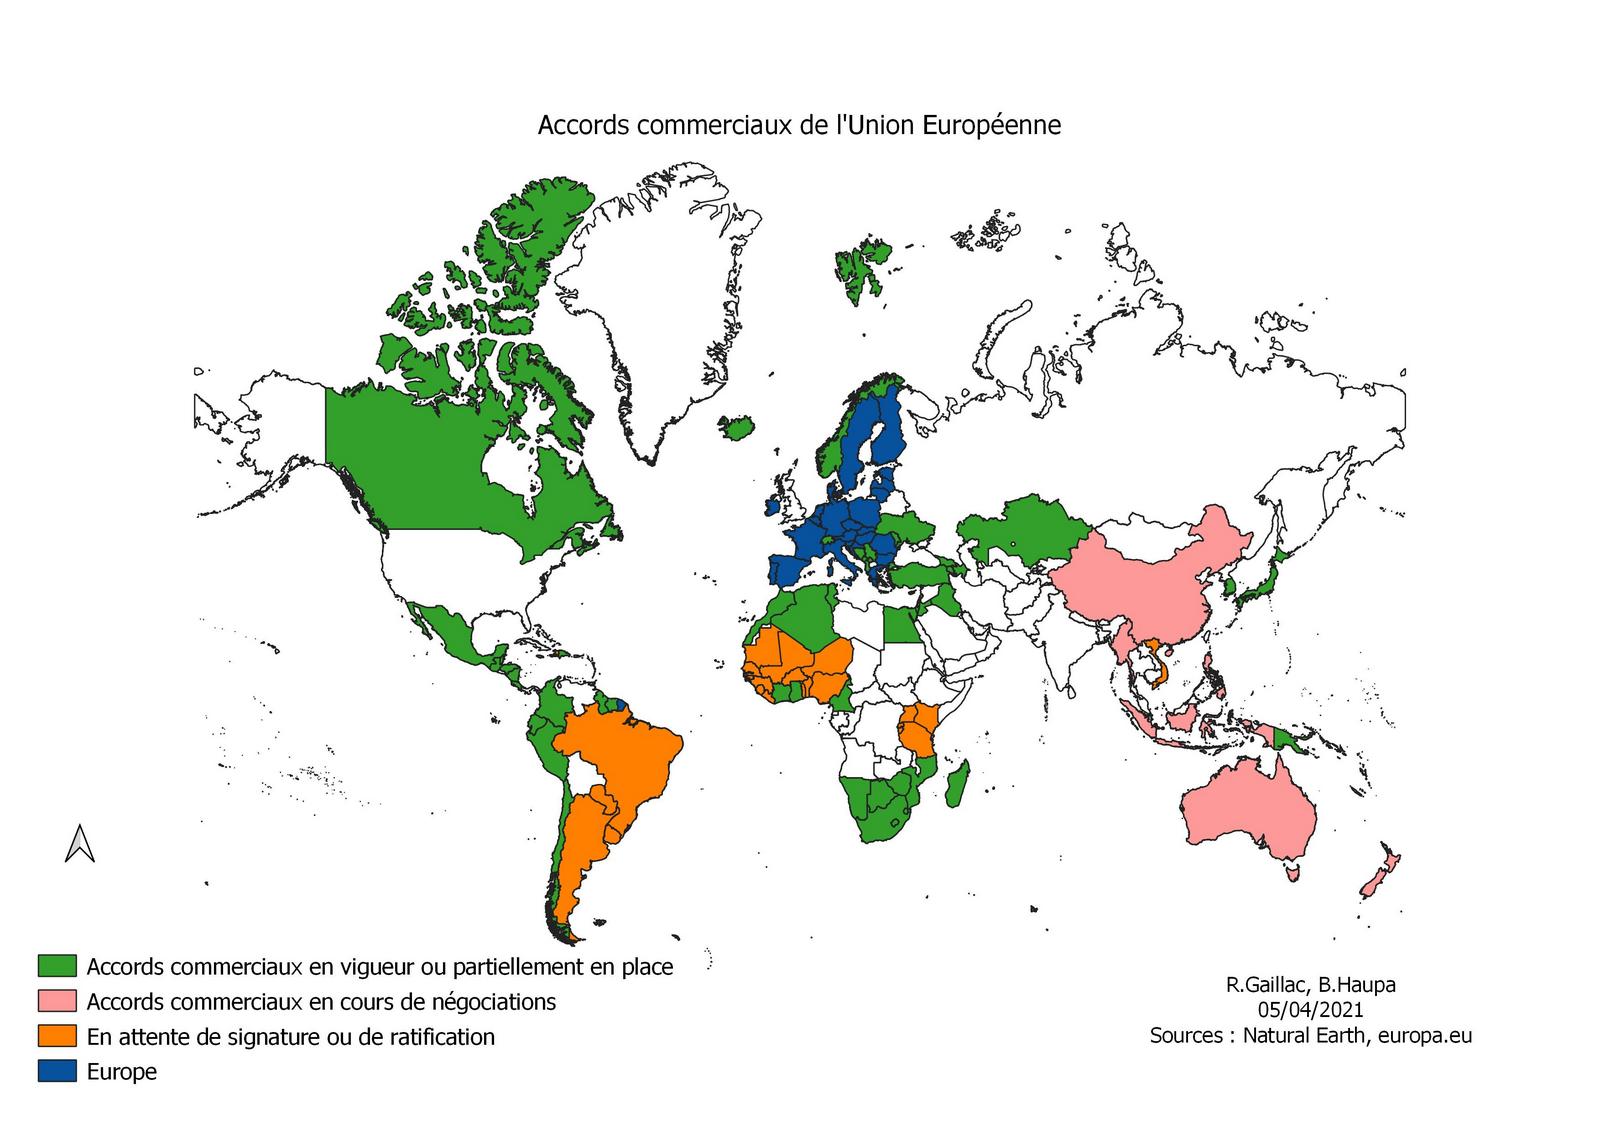 Accords commerciaux de l'Union Européenne
Accords commerciaux en vigueur ou partiellement en place
Accords commerciaux en cours de négociations
En attente de signature ou de ratification
Europe
R.Gaillac, B.Haupa
05/04/2021
Sources : Natural Earth, europa.eu